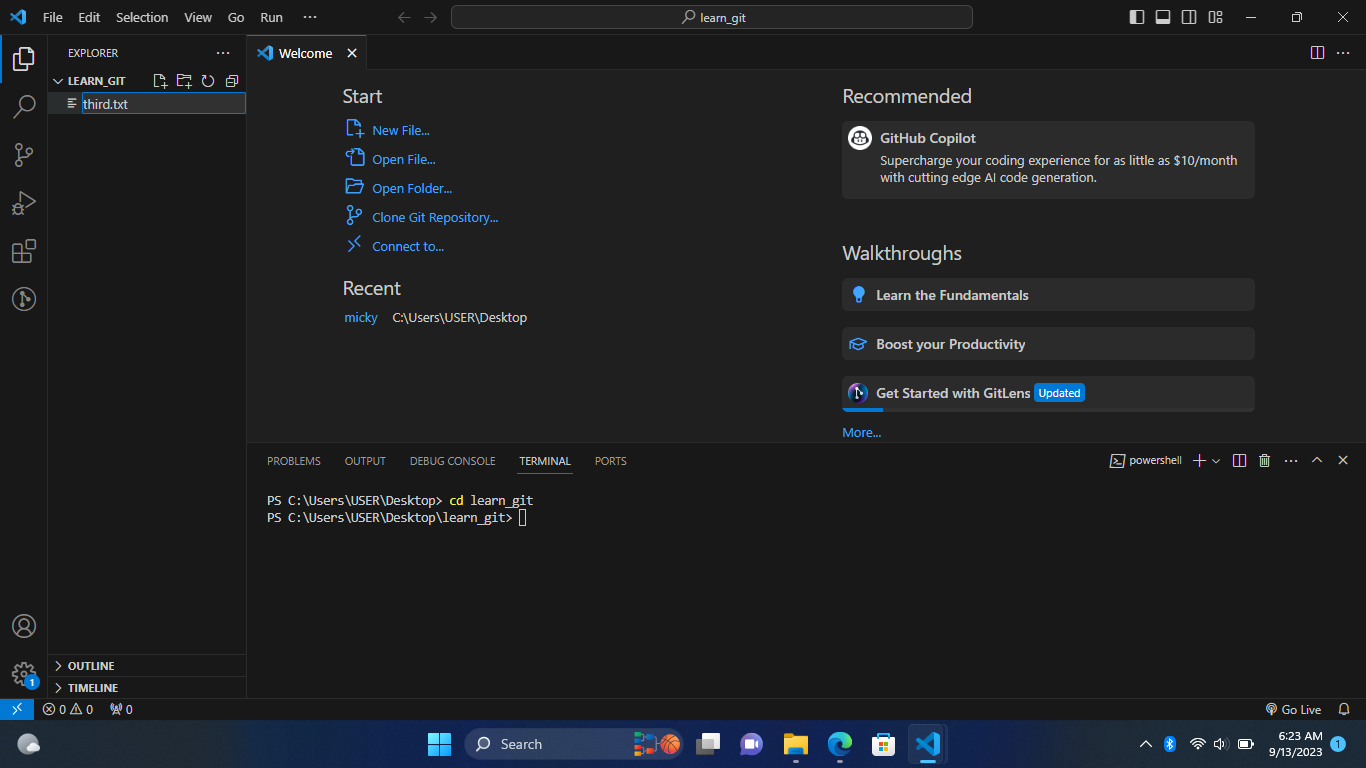 File Edit Selection View Go Run ···
learn_git
EXPLORER
Welcome
LEARN_GIT
third.txt
Start
New File...
Open File...
Open Folder...
Clone Git Repository...
Connect to...
Recent
micky C:\Users\USER\Desktop
Recommended
GitHub Copilot
Supercharge your coding experience for as little as $10/month
with cutting edge AI code generation.
Walkthroughs
Learn the Fundamentals
Boost your Productivity
Get Started with GitLens Updated
More...
PROBLEMS OUTPUT DEBUG CONSOLE TERMINAL PORTS
powershell
PS C:\Users\USER\Desktop> cd learn_git
PS C:\Users\USER\Desktop\learn_git>
OUTLINE
TIMELINE
1
0 0 0
Go Live
Search
6:23 AM
9/13/2023
1